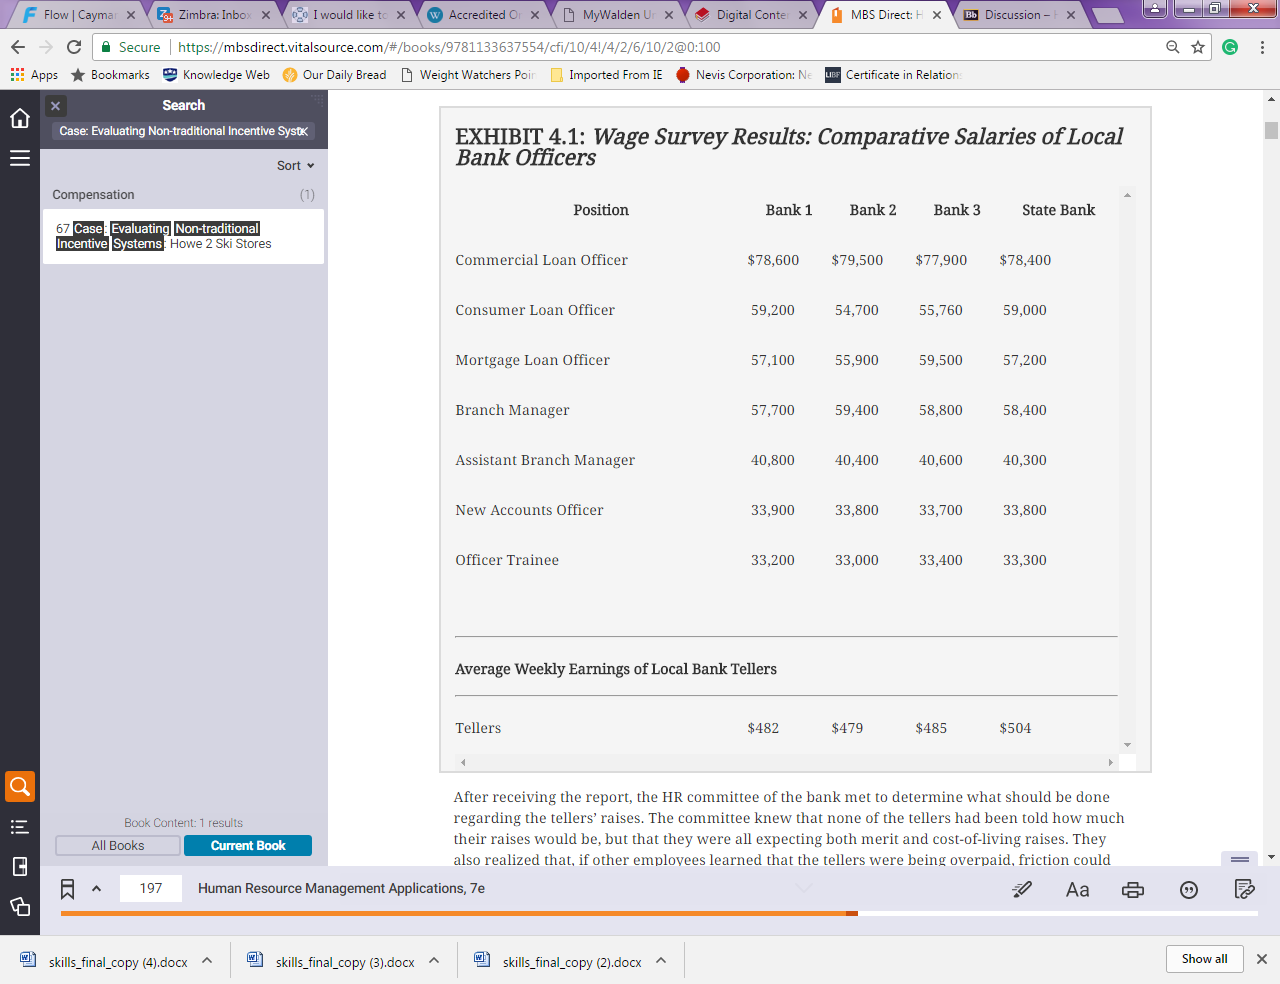 Flow | Cayma
Zimbra: Inbox
I would like to
Accredited O
MyWalden U
Digital Conte
MBS Direct: H
Bb Discussion –
Secure https://mbsdirect.vitalsource.com/#/books/9781133637554/cfi/10/4!/4/2/6/10/2@0:100
Apps Bookmarks Knowledge Web Our Daily Bread Weight Watchers Poin Imported From IE Nevis Corporation: Ne Certificate in Relation
Search
Case: Evaluating Non-traditional Incentive Syst
Sort
Compensation (1)
67 Case: Evaluating Non-traditional
Incentive Systems: Howe 2 Ski Stores
EXHIBIT 4.1: Wage Survey Results: Comparative Salaries of Local
Bank Officers
Position Bank 1 Bank 2 Bank 3 State Bank
Commercial Loan Officer $78,600 $79,500 $77,900 $78,400
Consumer Loan Officer 59,200 54,700 55,760 59,000
Mortgage Loan Officer 57,100 55,900 59,500 57,200
Branch Manager 57,700 59,400 58,800 58,400
Assistant Branch Manager 40,800 40,400 40,600 40,300
New Accounts Officer 33,900 33,800 33,700 33,800
Officer Trainee 33,200 33,000 33,400 33,300
Average Weekly Earnings of Local Bank Tellers
Tellers $482 $479 $485 $504
After receiving the report, the HR committee of the bank met to determine what should be done
regarding the tellers’ raises. The committee knew that none of the tellers had been told how much
their raises would be, but that they were all expecting both merit and cost-of-living raises. They
also realized that, if other employees learned that the tellers were being overpaid, friction could
Book Content: 1 results
All Books Current Book
197 Human Resource Management Applications, 7e
Aa
skills_final_copy (4).docx skills_final_copy (3).docx skills_final_copy (2).docx Show all